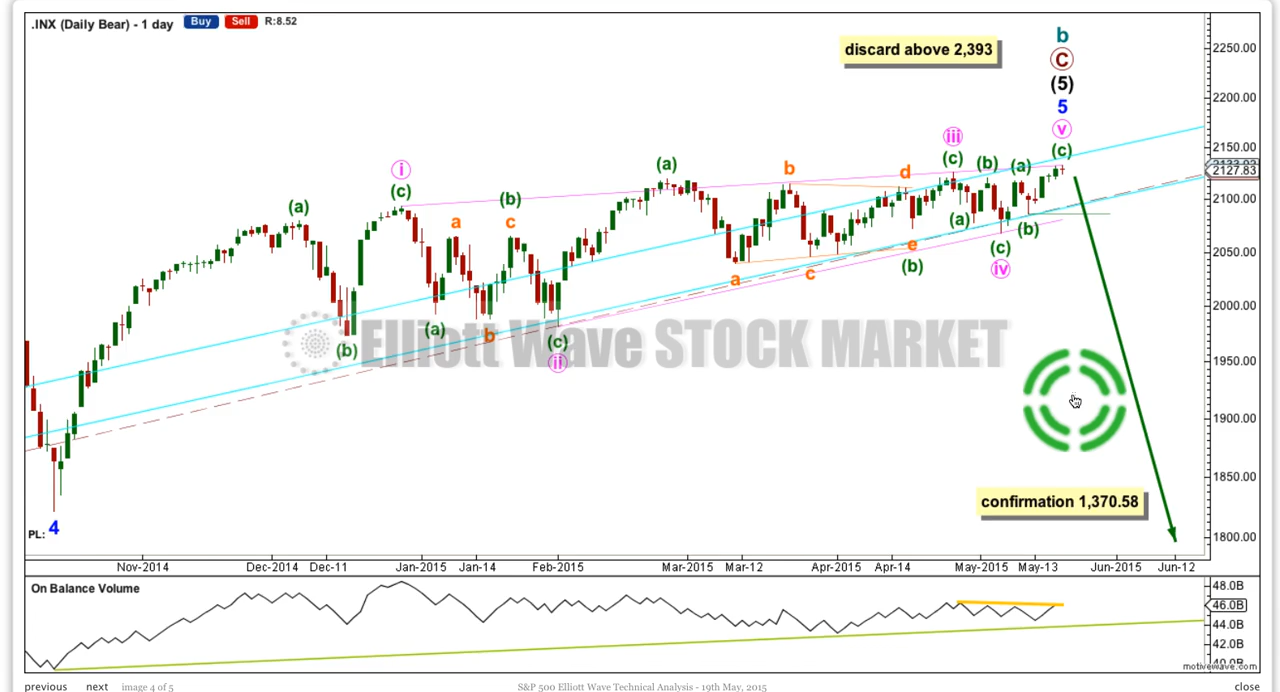 .INX (Daily Bear) - 1 day Buy Sell R:8.52
discard above 2,393
b
C
(5)
5
v
(c)
iii
(c) (b) (a)
i
(c)
(a)
(a)
b
d
a
(b)
c
(b)
(a)
b
(c)
ii
a
c
e
(b)
(a)
(b)
(c)
iv
Elliott Wave STOCK MARKET
confirmation 1,370.58
PL: 4
2250.00
2200.00
2150.00
2127.83
2100.00
2050.00
2000.00
1950.00
1900.00
1850.00
1800.00
Nov-2014 Dec-2014 Dec-11 Jan-2015 Jan-14 Feb-2015 Mar-2015 Mar-12 Apr-2015 Apr-14 May-2015 May-13 Jun-2015 Jun-12
On Balance Volume
48.0B
46.0B
44.0B
42.0B
motivewave.com
previous next image 4 of 5 S&P 500 Elliott Wave Technical Analysis - 19th May, 2015 close